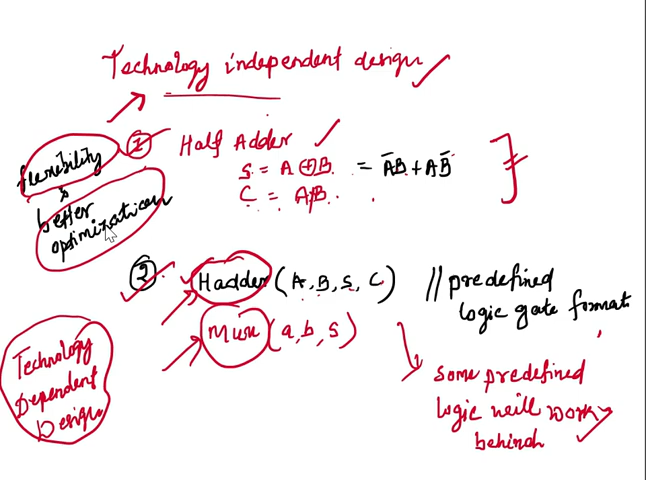 Technology independent design
flexibility
&
better
optimization
① Half Adder
S = A ⊕ B = A̅B + AB̅
C = A·B
② Hadder (A, B, S, C) // predefined
logic gate format
Mux (a, b, s)
some predefined
logic will work
behind
Technology
Dependent
Design